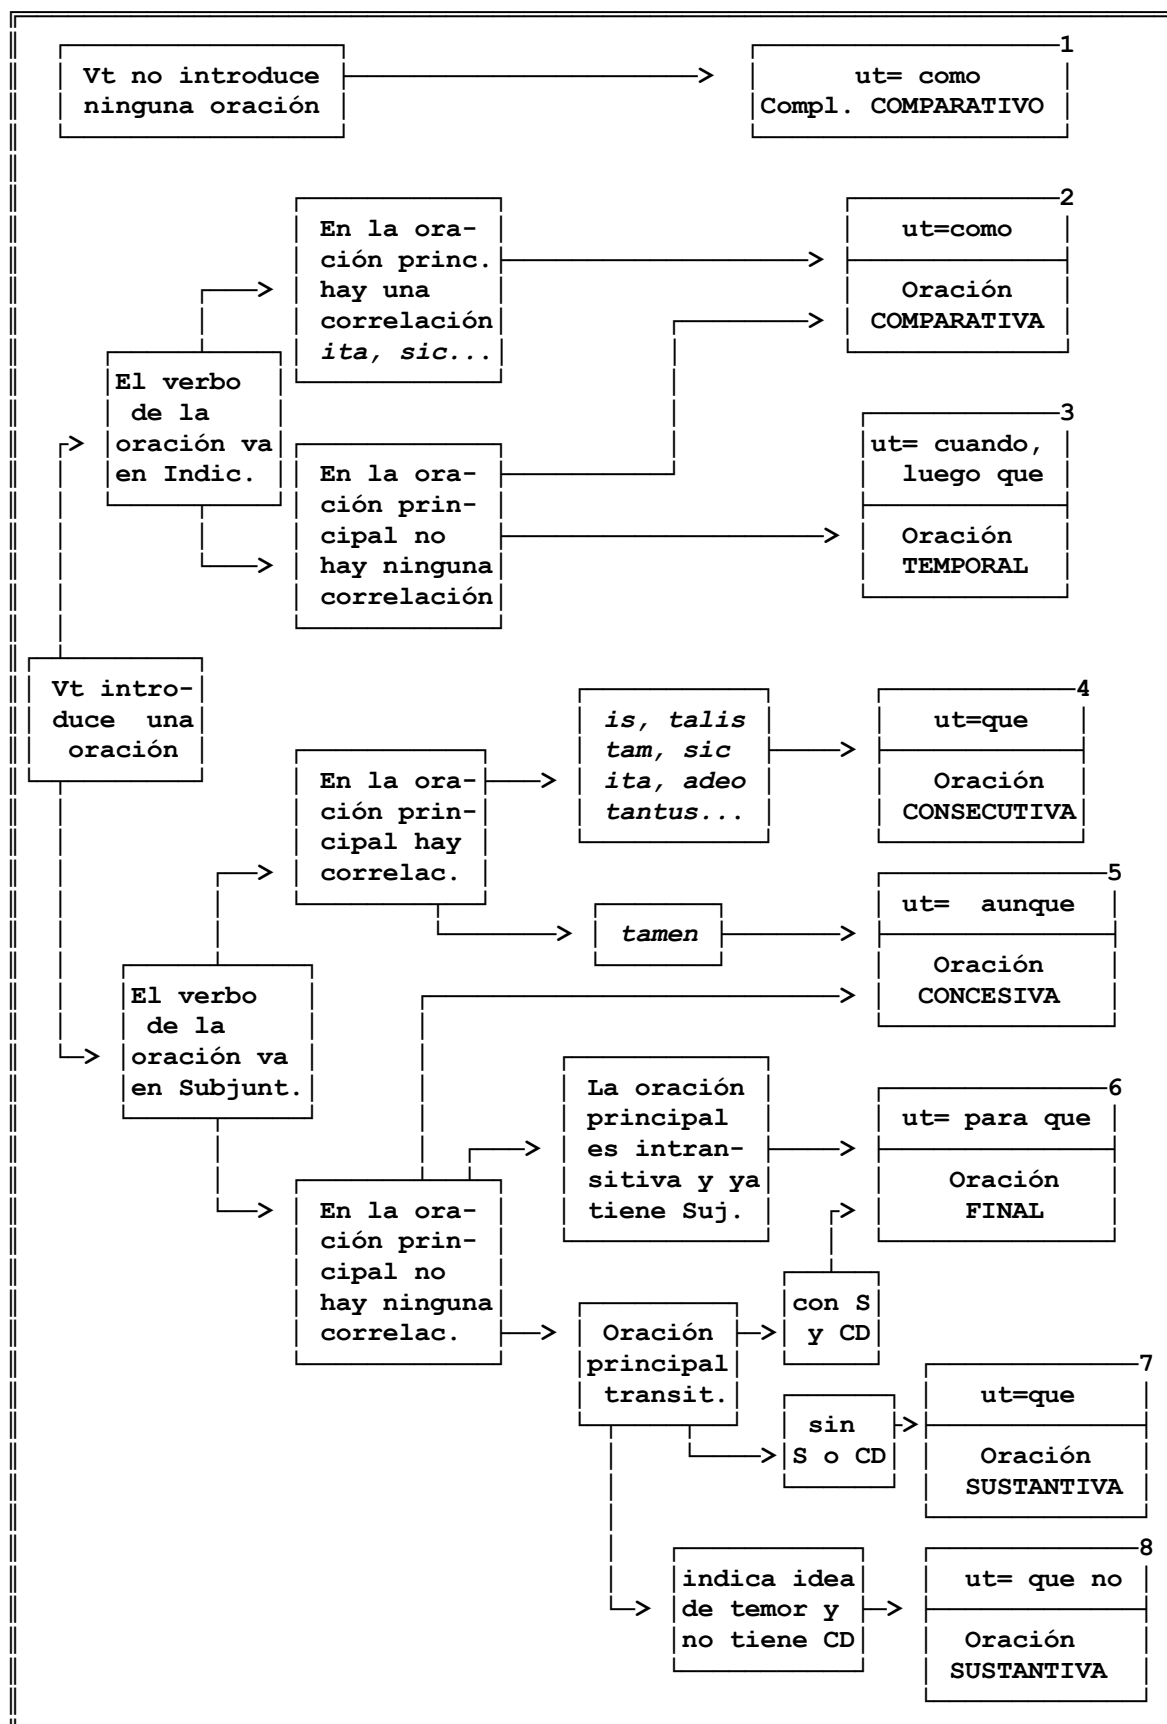 1
Vt no introduce
ninguna oración
ut= como
Compl. COMPARATIVO
2
En la ora-
ción princ.
hay una
correlación
ita, sic...
ut=como
Oración
COMPARATIVA
El verbo
de la
oración va
en Indic.
3
ut= cuando,
luego que
En la ora-
ción prin-
cipal no
hay ninguna
correlación
Oración
TEMPORAL
Vt intro-
duce una
oración
4
is, talis
tam, sic
ita, adeo
tantus...
ut=que
Oración
CONSECUTIVA
En la ora-
ción prin-
cipal hay
correlac.
5
tamen
ut= aunque
Oración
CONCESIVA
El verbo
de la
oración va
en Subjunt.
La oración
principal
es intran-
sitiva y ya
tiene Suj.
6
ut= para que
Oración
FINAL
En la ora-
ción prin-
cipal no
hay ninguna
correlac.
con S
y CD
Oración
principal
transit.
7
sin
S o CD
ut=que
Oración
SUSTANTIVA
8
indica idea
de temor y
no tiene CD
ut= que no
Oración
SUSTANTIVA